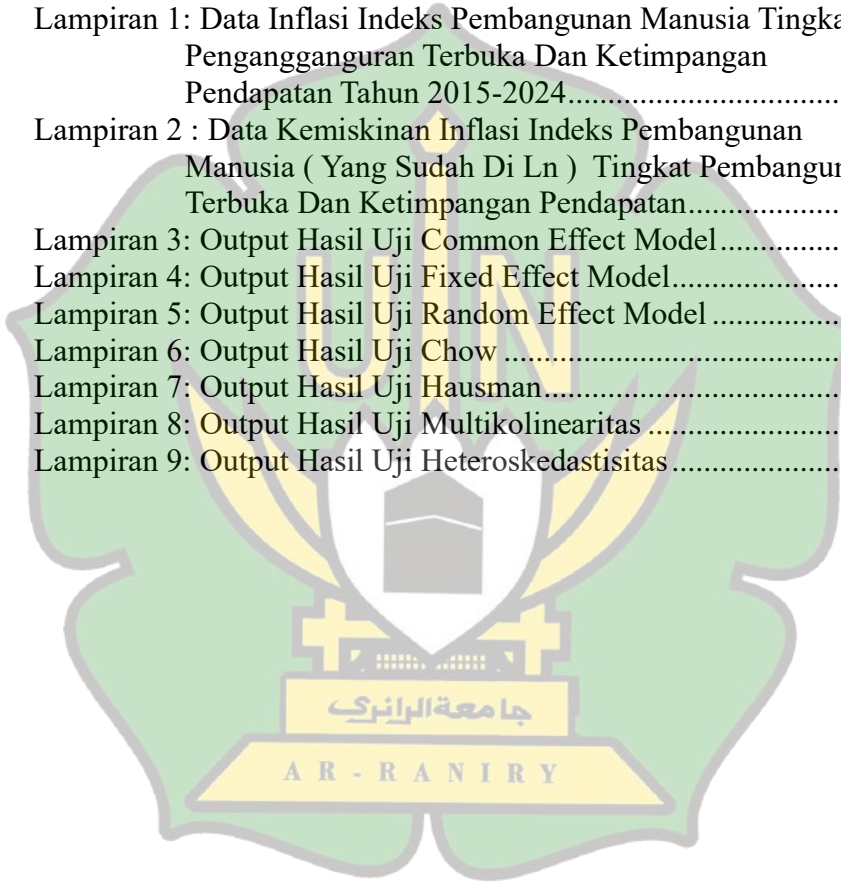 Lampiran 1: Data Inflasi Indeks Pembangunan Manusia
Pengangganguran Terbuka Dan Ketimpangan
Pendapatan Tahun 2015-2024....................................
Lampiran 2 : Data Kemiskinan Inflasi Indeks Pembangunan
Manusia ( Yang Sudah Di Ln ) Tingkat
Terbuka Dan Ketimpangan Pendapatan....................
Lampiran 3: Output Hasil Uji Common Effect Model................
Lampiran 4: Output Hasil Uji Fixed Effect Model......................
Lampiran 5: Output Hasil Uji Random Effect Model .................
Lampiran 6: Output Hasil Uji Chow ...........................................
Lampiran 7: Output Hasil Uji Hausman......................................
Lampiran 8: Output Hasil Uji Multikolinearitas .........................
Lampiran 9: Output Hasil Uji Heteroskedastisitas......................
UIN
جامعة الرانري
AR-RANIRY